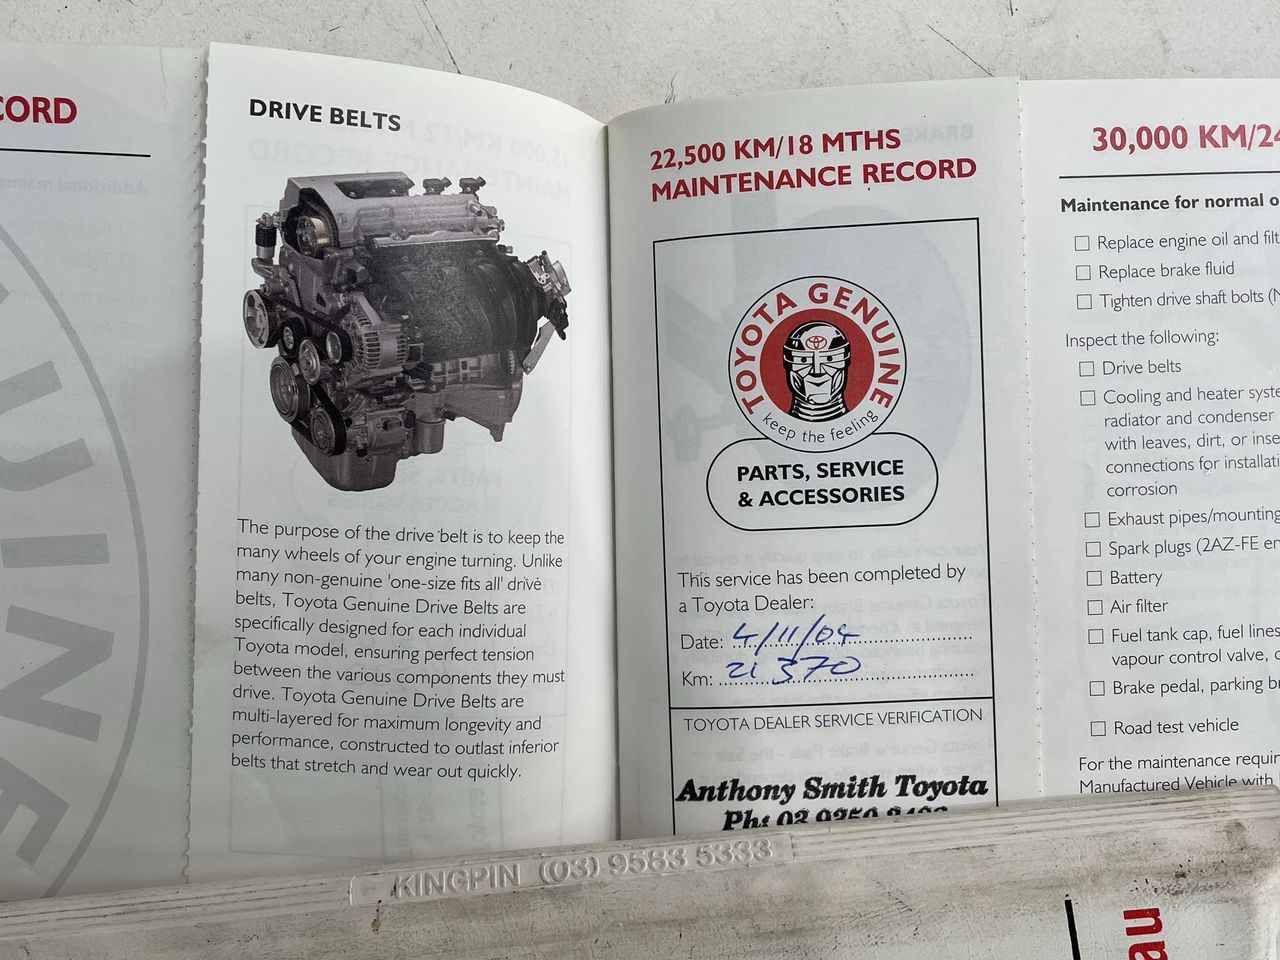 CORD
DRIVE BELTS
The purpose of the drive belt is to keep the
many wheels of your engine turning. Unlike
many non-genuine 'one-size fits all' drive
belts, Toyota Genuine Drive Belts are
specifically designed for each individual
Toyota model, ensuring perfect tension
between the various components they must
drive. Toyota Genuine Drive Belts are
multi-layered for maximum longevity and
performance, constructed to outlast inferior
belts that stretch and wear out quickly.
22,500 KM/18 MTHS
MAINTENANCE RECORD
TOYOTA GENUINE
keep the feeling
PARTS, SERVICE
& ACCESSORIES
This service has been completed by
a Toyota Dealer:
Date: 4/11/04
Km: 21 370
TOYOTA DEALER SERVICE VERIFICATION
Anthony Smith Toyota
Ph: 03 9350
30,000 KM/24
Maintenance for normal o
Replace engine oil and filt
Replace brake fluid
Tighten drive shaft bolts (N
Inspect the following:
Drive belts
Cooling and heater syste
radiator and condenser
with leaves, dirt, or inse
connections for installati
corrosion
Exhaust pipes/mounting
Spark plugs (2AZ-FE en
Battery
Air filter
Fuel tank cap, fuel lines
vapour control valve, c
Brake pedal, parking br
Road test vehicle
For the maintenance requir
Manufactured Vehicle with
KINGPIN (03) 9583 5333
au